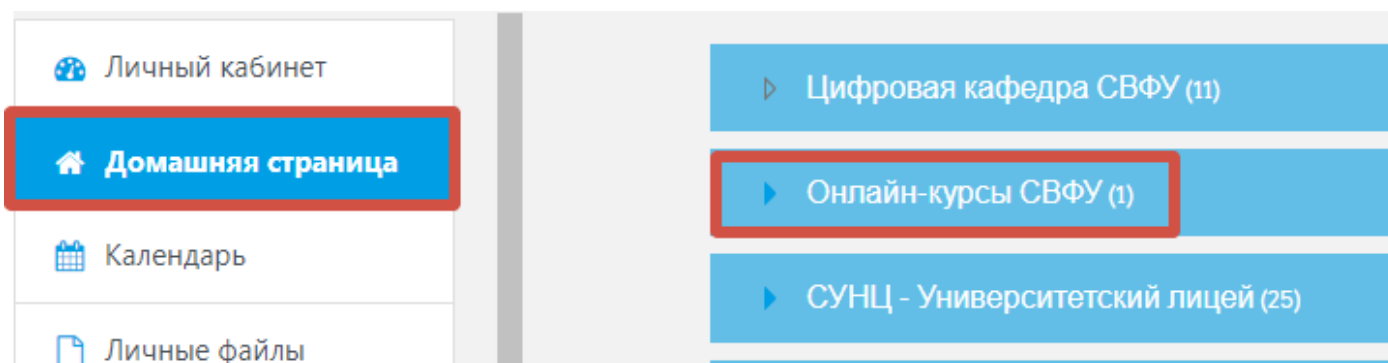 Личный кабинет
Домашняя страница
Календарь
Личные файлы
Цифровая кафедра СВФУ (11)
Онлайн-курсы СВФУ (1)
СУНЦ - Университетский лицей (25)